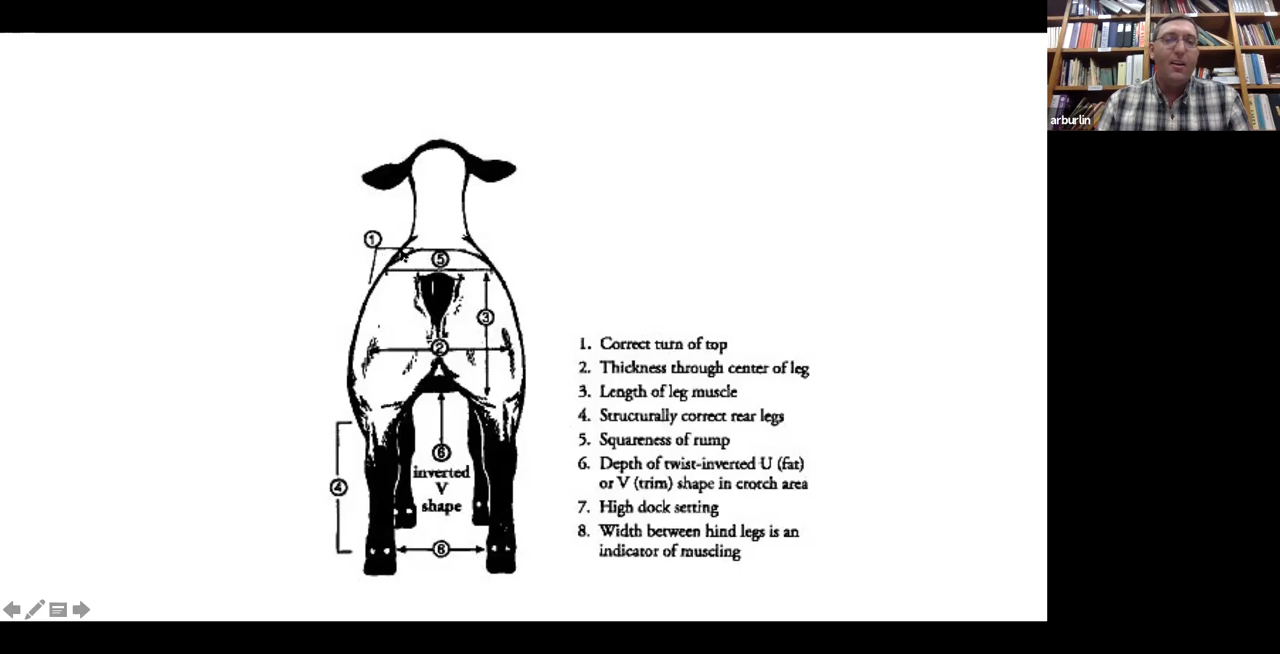 arburlin
1
5
3
2
6
inverted
V
shape
4
8
1. Correct turn of top
2. Thickness through center of leg
3. Length of leg muscle
4. Structurally correct rear legs
5. Squareness of rump
6. Depth of twist-inverted U (fat)
or V (trim) shape in crotch area
7. High dock setting
8. Width between hind legs is an
indicator of muscling